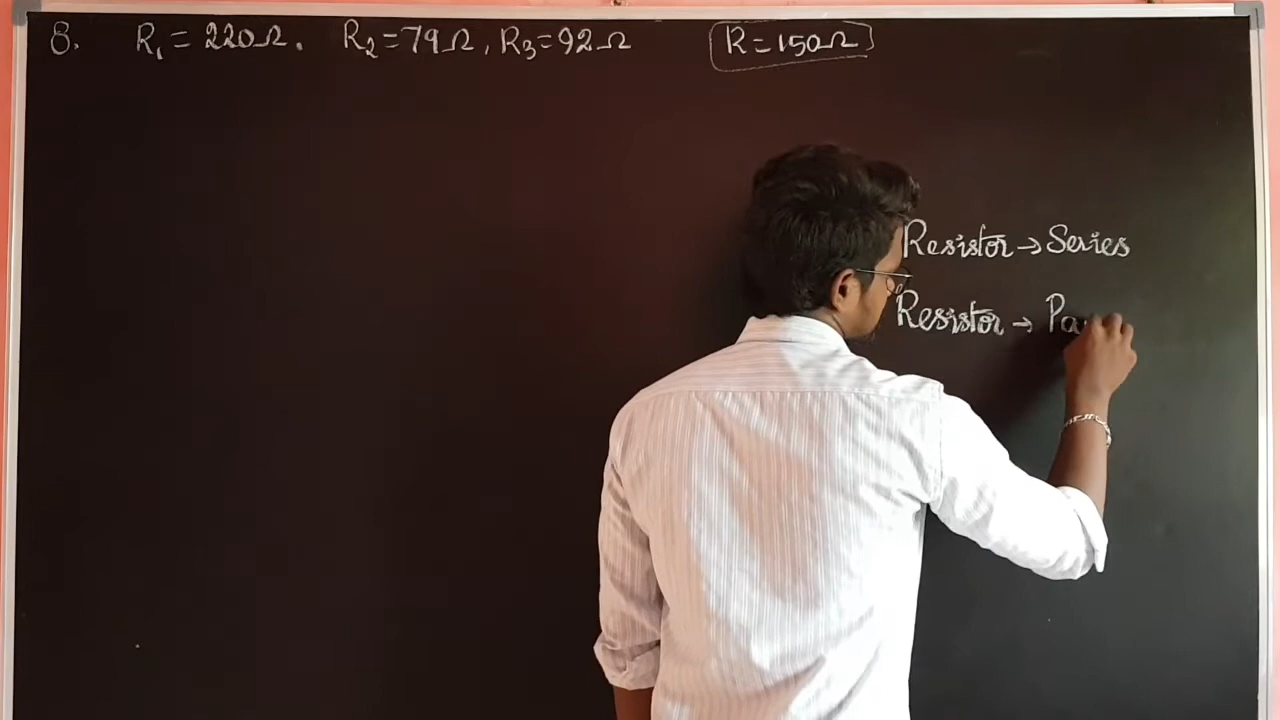 8. R₁ = 220Ω. R₂=79Ω, R₃=92Ω R=150Ω
Resistor → Series
Resistor → Pa